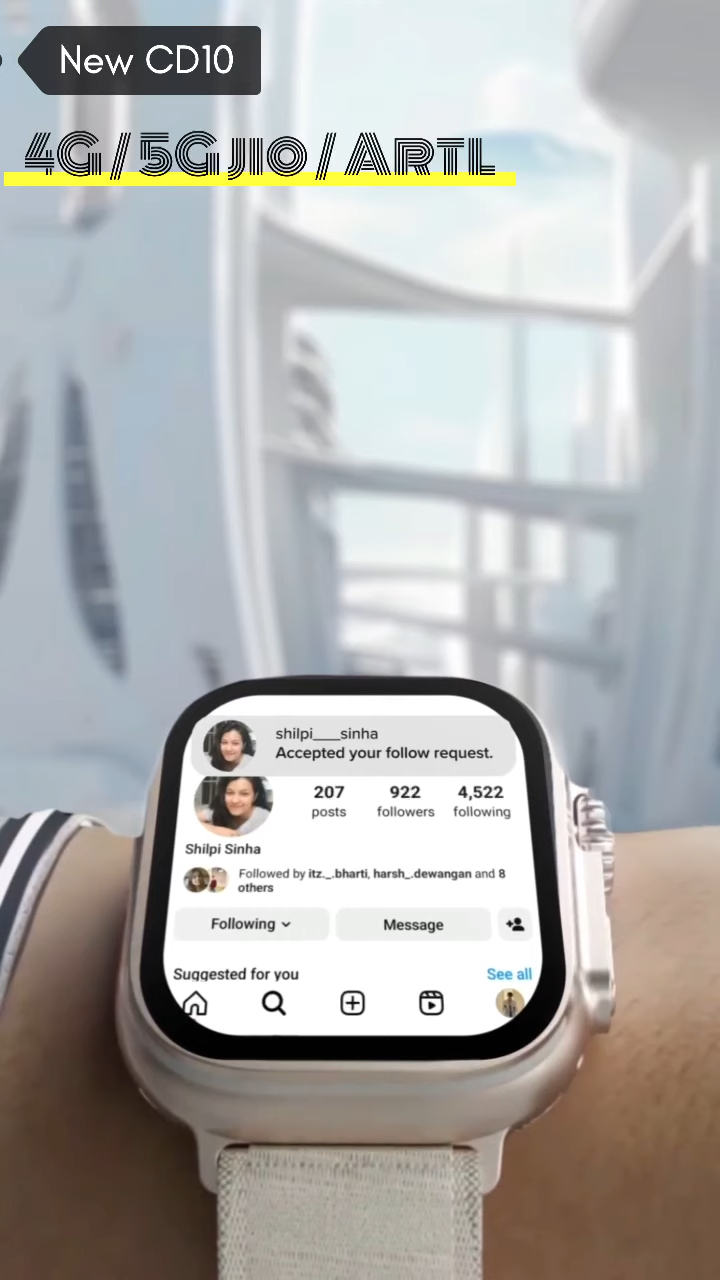 New CD10
4G/5G JIO/ARTL
shilpi___sinha
Accepted your follow request.
207 922 4,522
posts followers following
Shilpi Sinha
Followed by itz._.bharti, harsh_.dewangan and 8
others
Following Message
Suggested for you See all